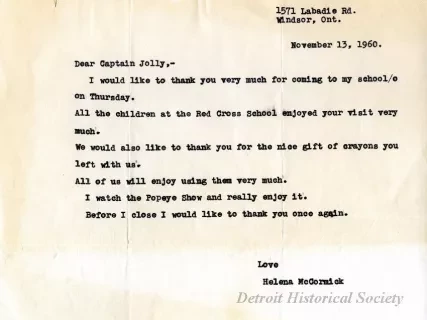 1571 Labadie Rd.
Windsor, Ont.
November 13, 1960.
Dear Captain Jolly,-
I would like to thank you very much for coming to my school/o
on Thursday.
All the children at the Red Cross School enjoyed your visit very
much.
We would also like to thank you for the nice gift of crayons you
left with us.
All of us will enjoy using them very much.
I watch the Popeye Show and really enjoy it.
Before I close I would like to thank you once again.
Love
Helena McCormick
Detroit Historical Society